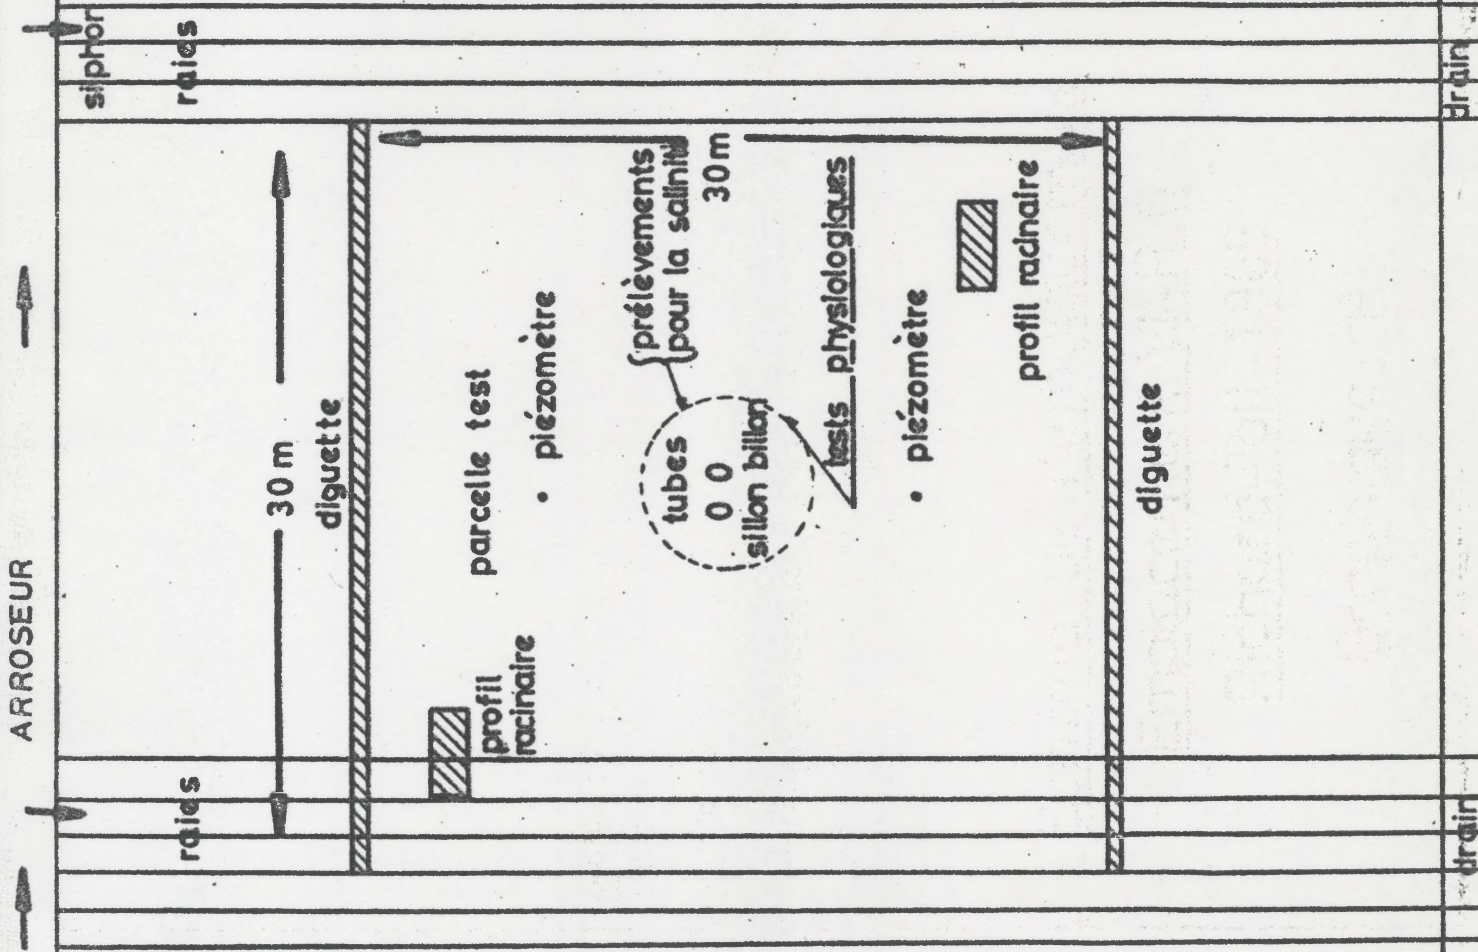 ARROSEUR
siphon
raies
raies
30 m
diguette
parcelle test
• piézomètre
profil
racinaire
prélèvements
pour la salinité
30 m
tubes
0 0
sillon billon
tests physiologiques
• piézomètre
profil racinaire
diguette
drain
drain